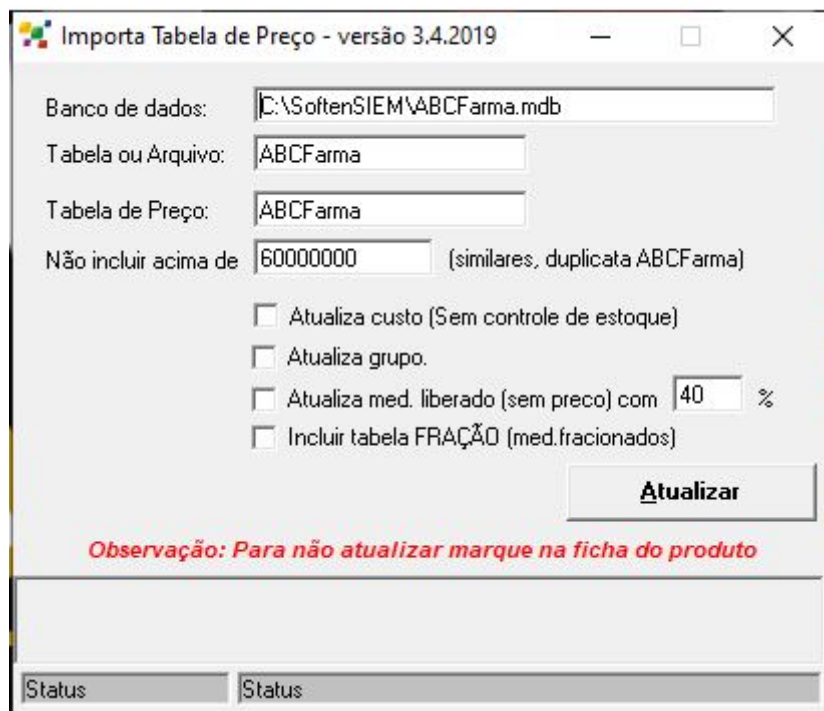 Importa Tabela de Preço - versão 3.4.2019
Banco de dados: C:\SoftenSIEM\ABCFarma.mdb
Tabela ou Arquivo: ABCFarma
Tabela de Preço: ABCFarma
Não incluir acima de 60000000 (similares, duplicata ABCFarma)
Atualiza custo (Sem controle de estoque)
Atualiza grupo.
Atualiza med. liberado (sem preco) com 40 %
Incluir tabela FRAÇÃO (med.fracionados)
Atualizar
Observação: Para não atualizar marque na ficha do produto
Status Status